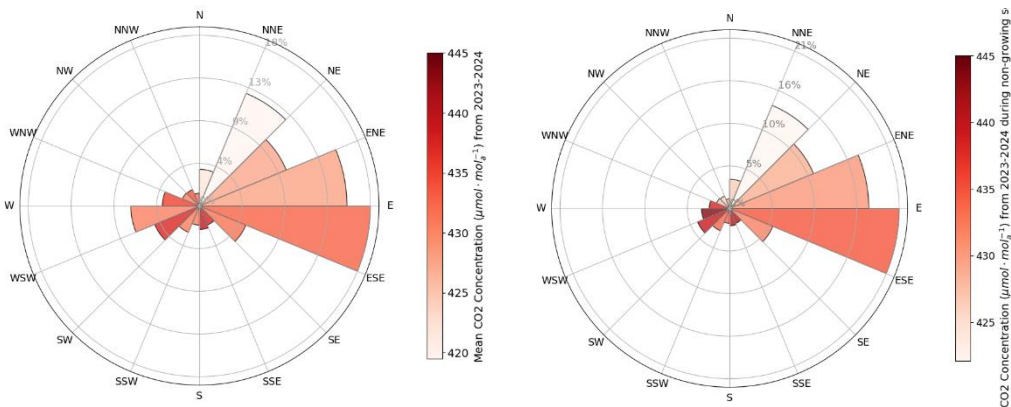 N
NNE
NE
ENE
E
ESE
SE
SSE
S
SSW
SW
WSW
W
WNW
NW
NNW
4%
9%
13%
18%
445
440
435
430
425
420
Mean CO2 Concentration (μmol · mol_a^{-1}) from 2023-2024
N
NNE
NE
ENE
E
ESE
SE
SSE
S
SSW
SW
WSW
W
WNW
NW
NNW
5%
10%
16%
21%
445
440
435
430
425
CO2 Concentration (μmol · mol_a^{-1}) from 2023-2024 during non-growing s